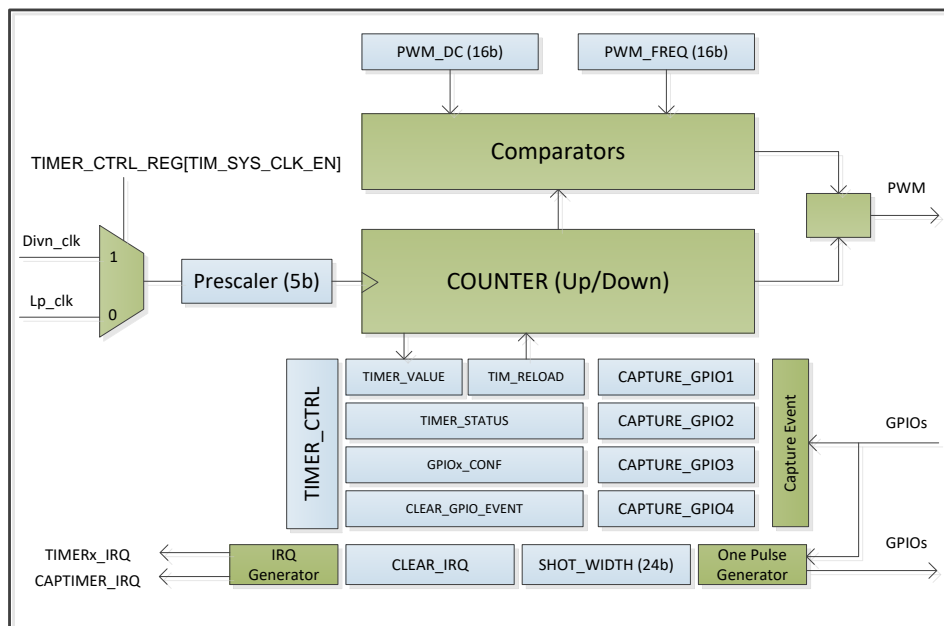 PWM_DC (16b)
PWM_FREQ (16b)
Comparators
TIMER_CTRL_REG[TIM_SYS_CLK_EN]
PWM
Divn_clk
1
Prescaler (5b)
COUNTER (Up/Down)
Lp_clk
0
TIMER_CTRL
TIMER_VALUE
TIM_RELOAD
CAPTURE_GPIO1
TIMER_STATUS
CAPTURE_GPIO2
GPIOx_CONF
CAPTURE_GPIO3
CLEAR_GPIO_EVENT
CAPTURE_GPIO4
Capture Event
GPIOs
TIMERx_IRQ
CAPTIMER_IRQ
IRQ
Generator
CLEAR_IRQ
SHOT_WIDTH (24b)
One Pulse
Generator
GPIOs